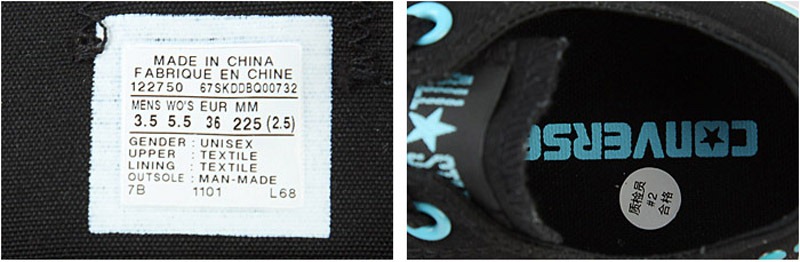 MADE IN CHINA
FABRIQUE EN CHINE
122750 67SKDDBQ00732
MENS WO'S EUR MM
3.5 5.5 36 225 (2.5)
GENDER : UNISEX
UPPER : TEXTILE
LINING : TEXTILE
OUTSOLE : MAN-MADE
7B 1101 L68
ALL
ST
CONVERSE
质检员
#2
合格